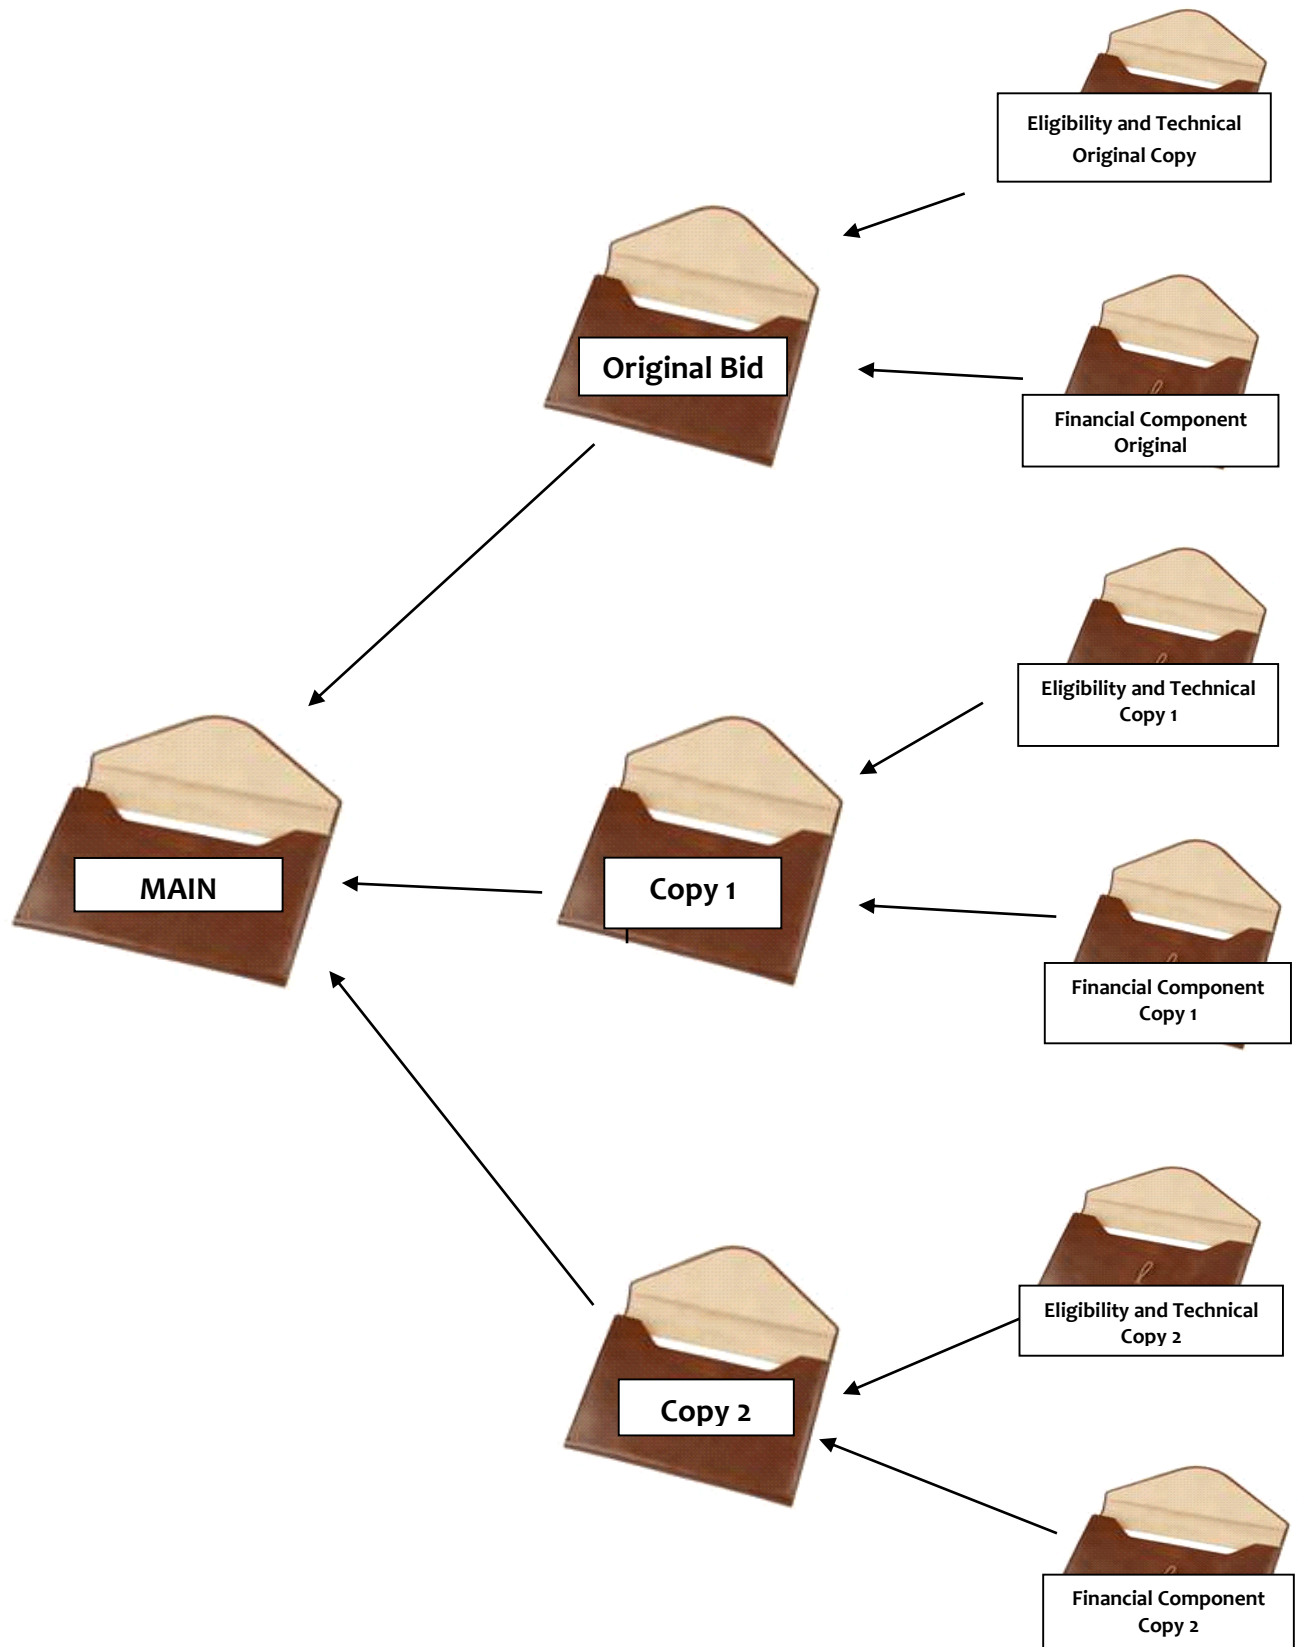 Eligibility and Technical
Original Copy
Original Bid
Financial Component
Original
Eligibility and Technical
Copy 1
MAIN
Copy 1
Financial Component
Copy 1
Eligibility and Technical
Copy 2
Copy 2
Financial Component
Copy 2